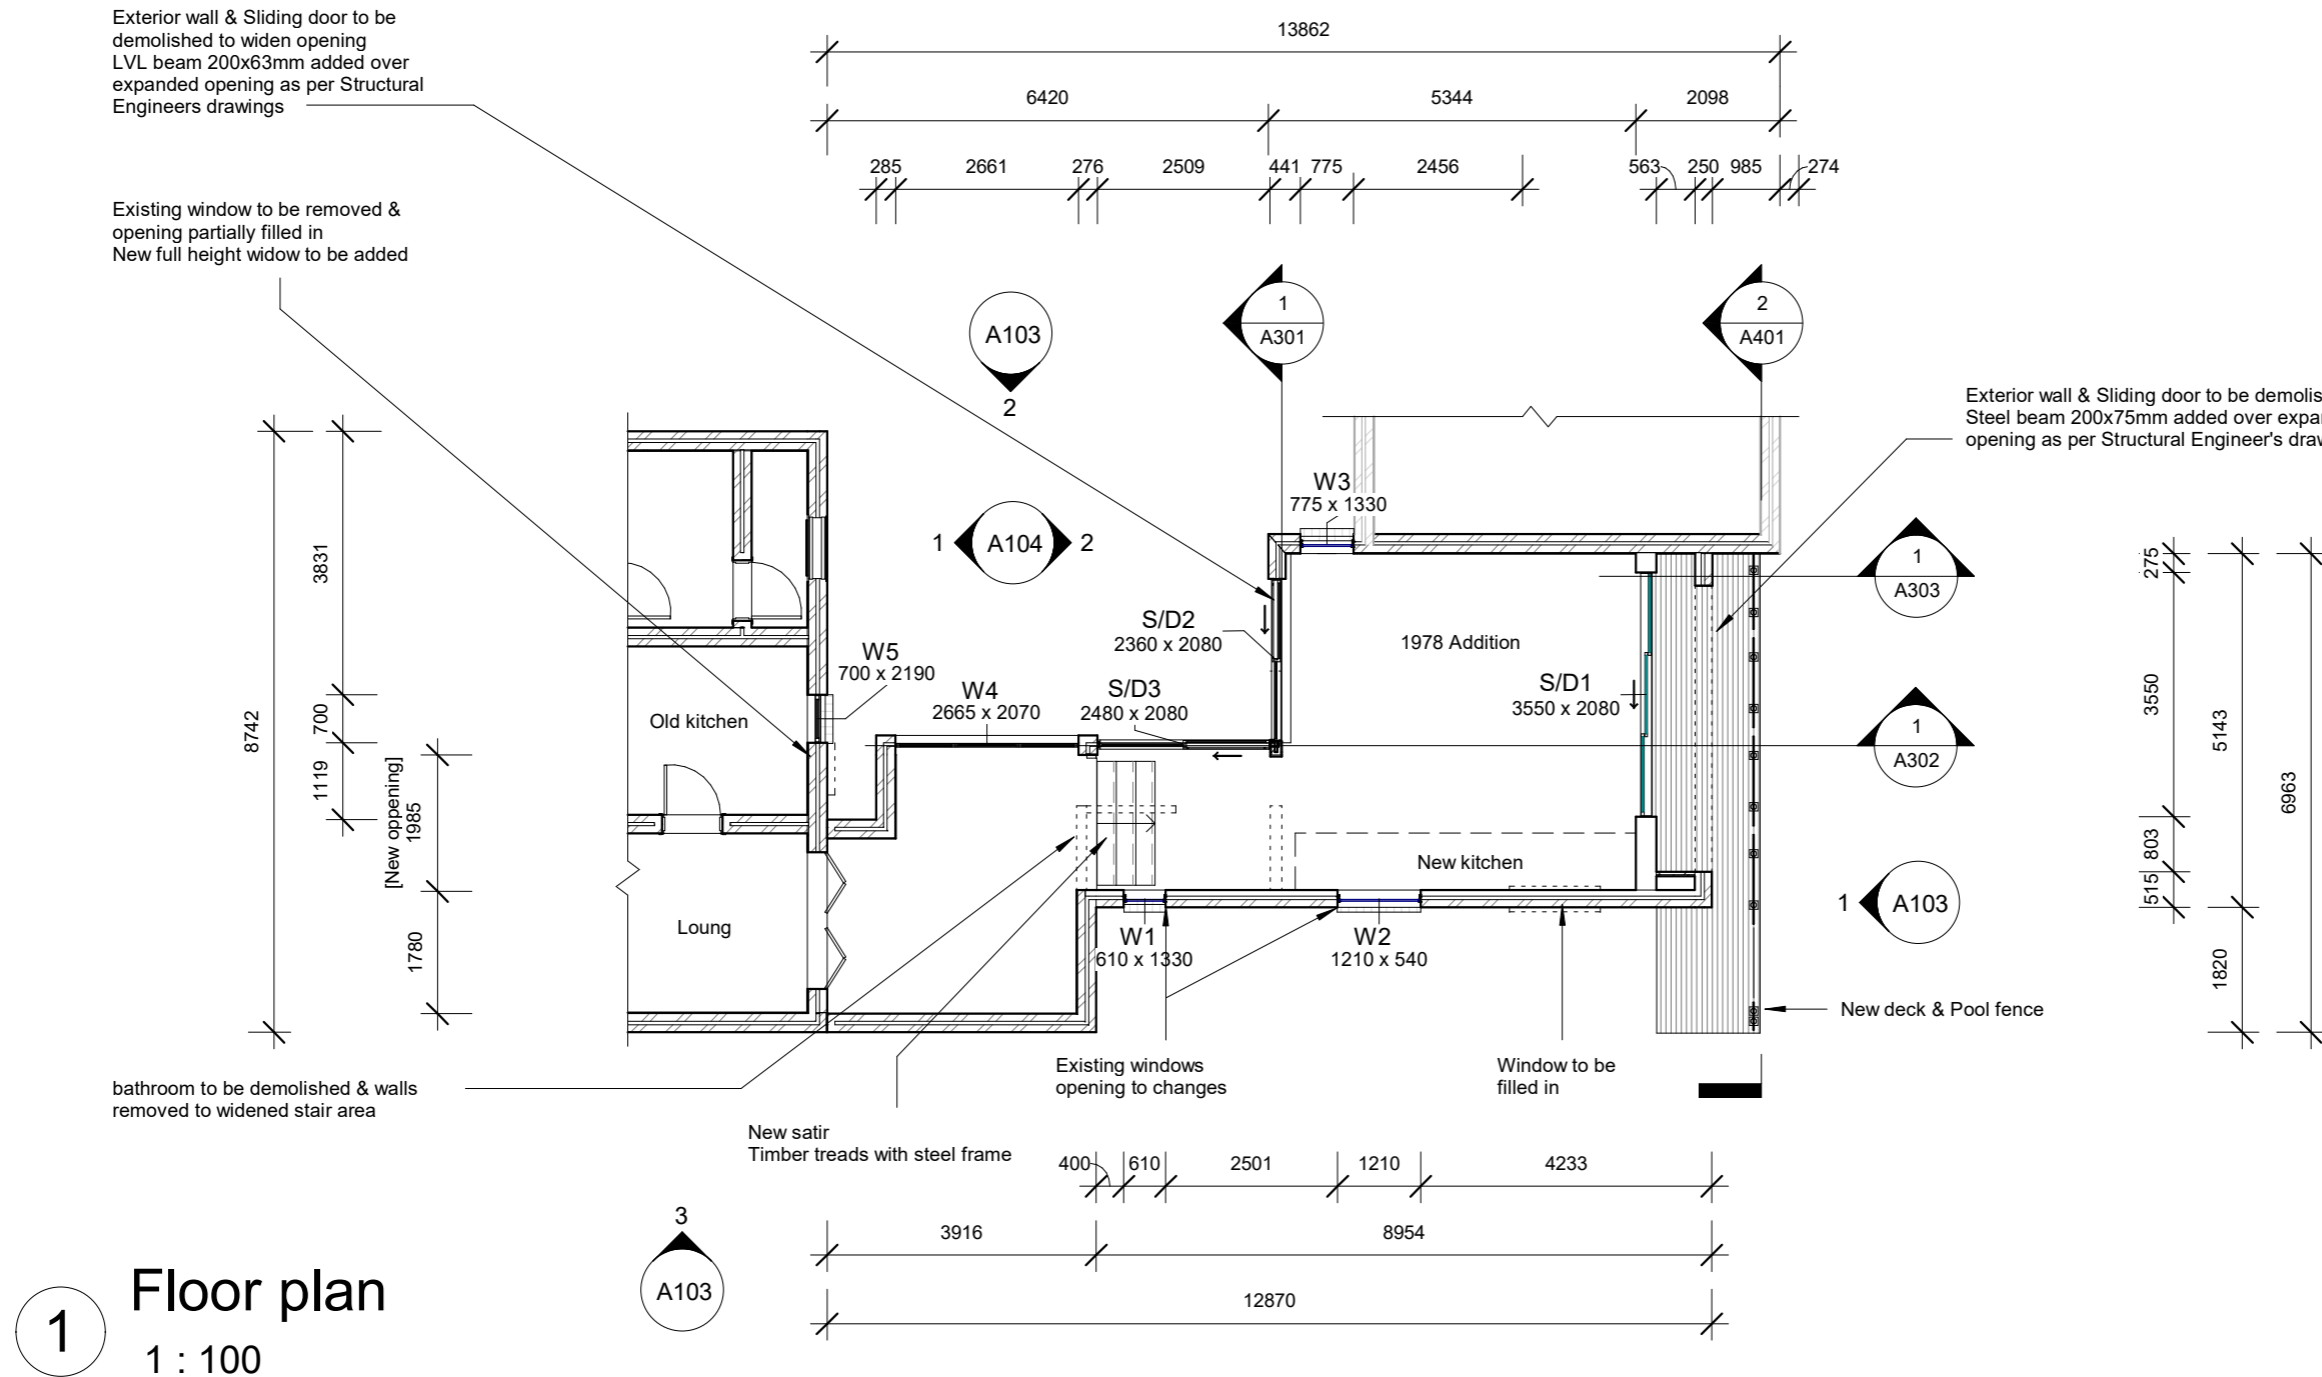 Exterior wall & Sliding door to be
demolished to widen opening
LVL beam 200x63mm added over
expanded opening as per Structural
Engineers drawings
Existing window to be removed &
opening partially filled in
New full height widow to be added
13862
6420 5344 2098
285 2661 276 2509 441 775 2456 563 250 985 274
A103
2
1
A301
2
A401
Exterior wall & Sliding door to be demolis
Steel beam 200x75mm added over expa
opening as per Structural Engineer's draw
W3
775 x 1330
1 A104 2
1
A303
S/D2
2360 x 2080
1978 Addition
W5
700 x 2190
W4
2665 x 2070
S/D3
2480 x 2080
S/D1
3550 x 2080
Old kitchen
1
A302
New kitchen
Loung
1 A103
W1
610 x 1330
W2
1210 x 540
New deck & Pool fence
8742
3831
700
1119
[New oppening]
1985
1780
275
3550
803
515
5143
1820
6963
bathroom to be demolished & walls
removed to widened stair area
Existing windows
opening to changes
Window to be
filled in
New satir
Timber treads with steel frame
400 610 2501 1210 4233
3916 8954
12870
3
A103
1
Floor plan
1 : 100